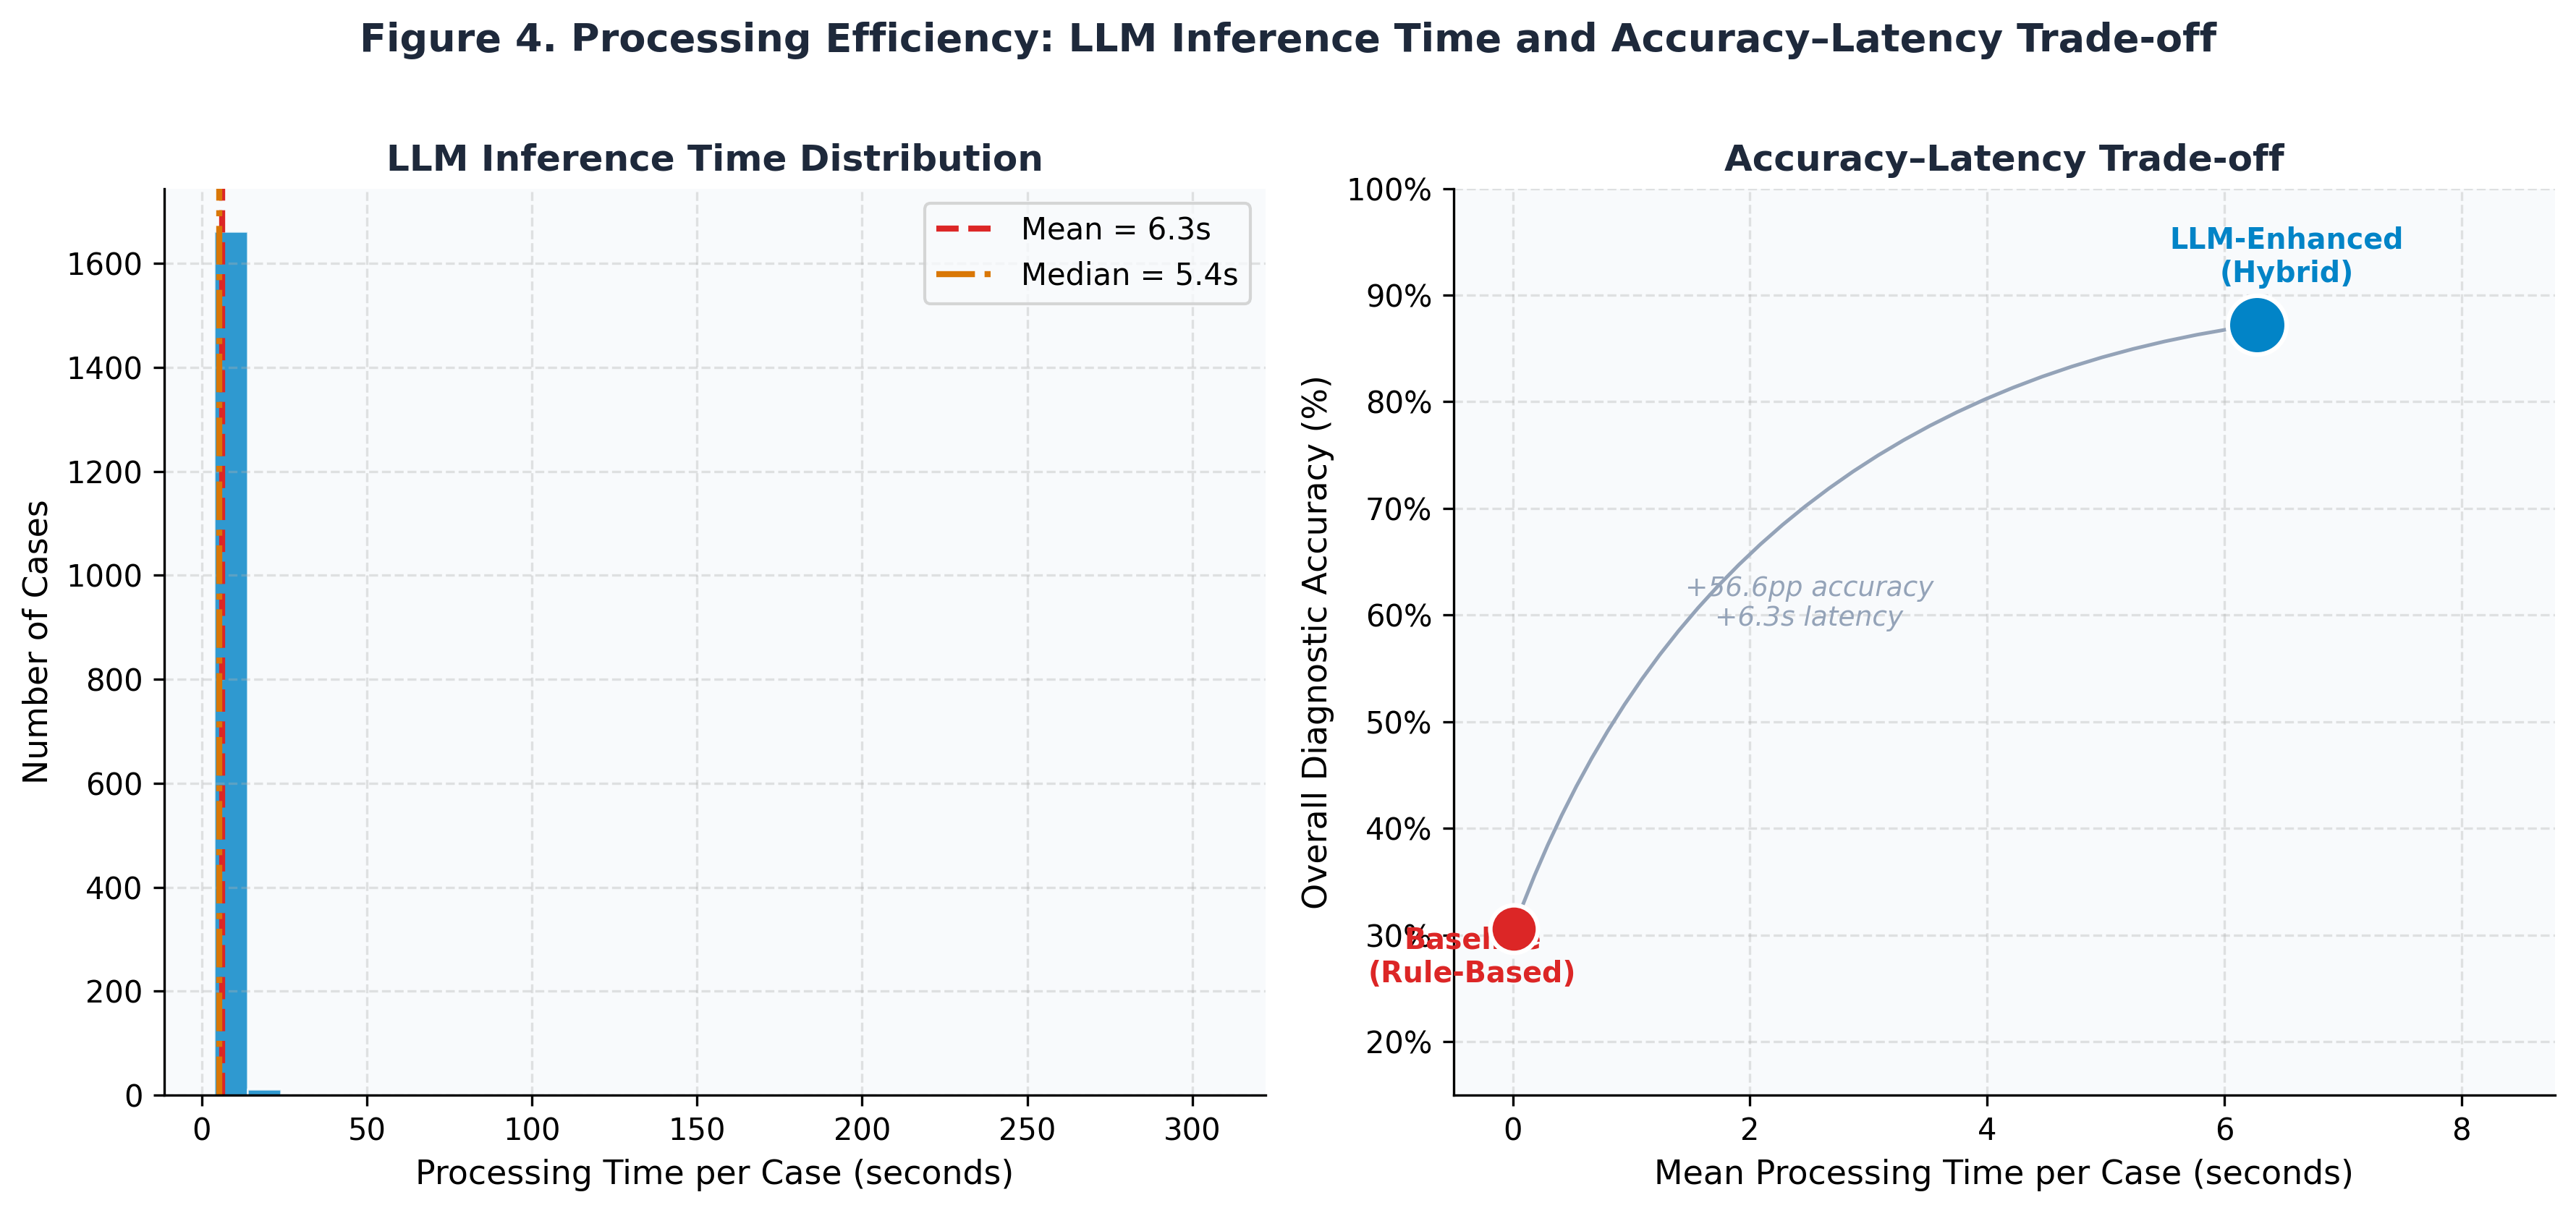 Figure 4. Processing Efficiency: LLM Inference Time and Accuracy–Latency Trade-off
LLM Inference Time Distribution
Number of Cases
1600
1400
1200
1000
800
600
400
200
0
0 50 100 150 200 250 300
Processing Time per Case (seconds)
Mean = 6.3s
Median = 5.4s
Accuracy–Latency Trade-off
Overall Diagnostic Accuracy (%)
100%
90%
80%
70%
60%
50%
40%
30%
20%
LLM-Enhanced
(Hybrid)
+56.6pp accuracy
+6.3s latency
(Rule-Based)
0 2 4 6 8
Mean Processing Time per Case (seconds)